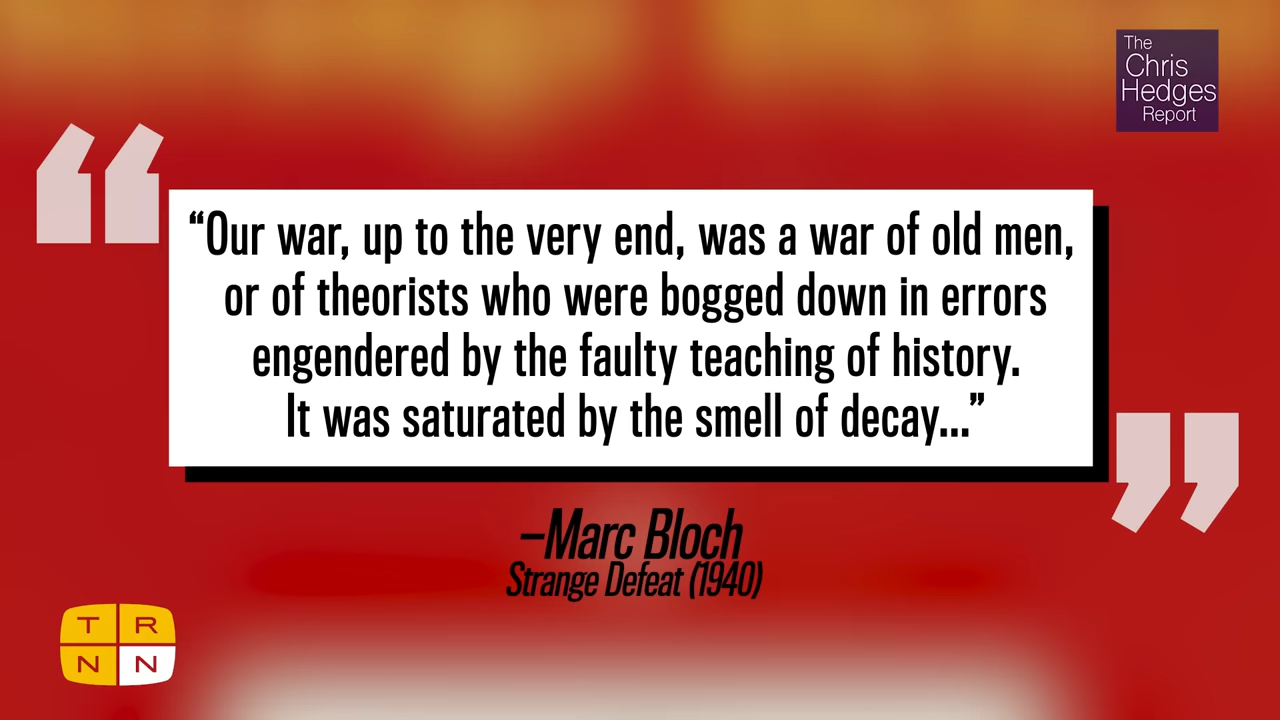 The
Chris
Hedges
Report
“Our war, up to the very end, was a war of old men,
or of theorists who were bogged down in errors
engendered by the faulty teaching of history.
It was saturated by the smell of decay...”
–Marc Bloch
Strange Defeat (1940)
T R
N N